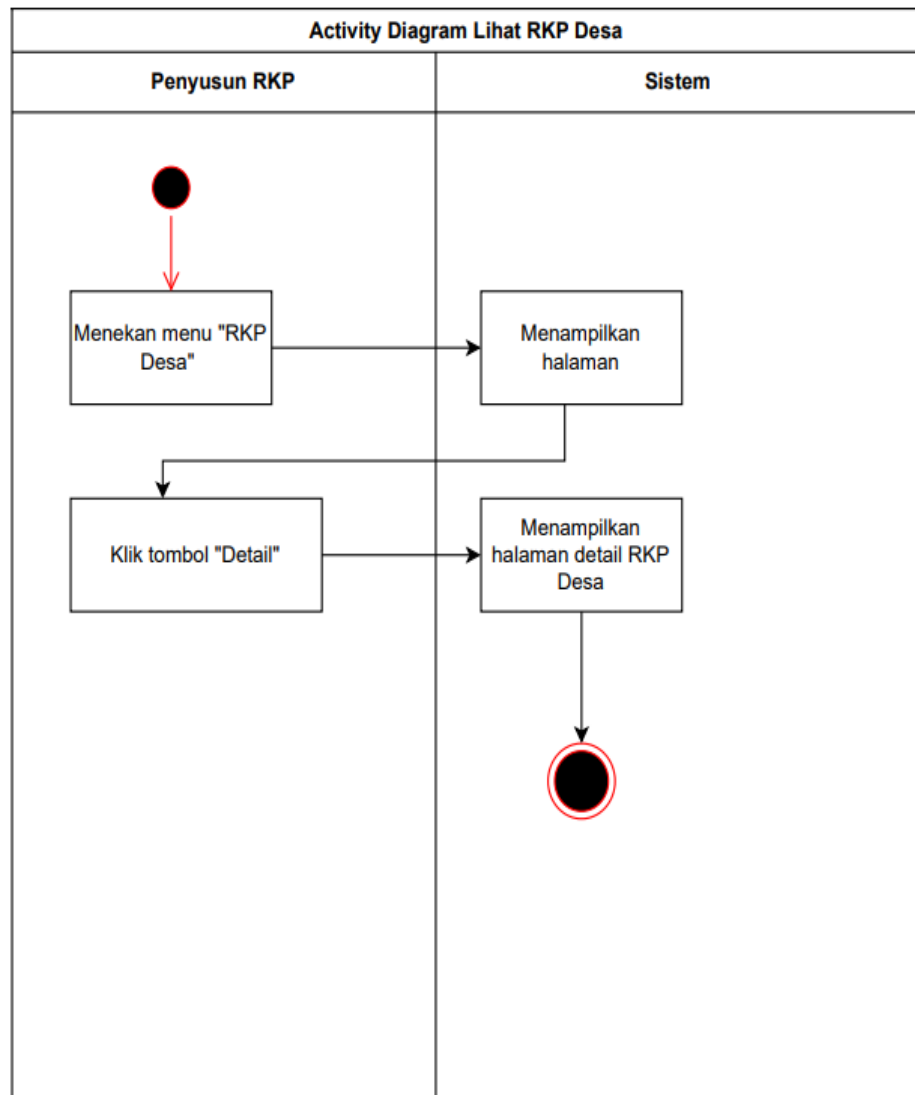 Activity Diagram Lihat RKP Desa
Penyusun RKP
Sistem
Menekan menu "RKP
Desa"
Menampilkan
halaman
Klik tombol "Detail"
Menampilkan
halaman detail RKP
Desa